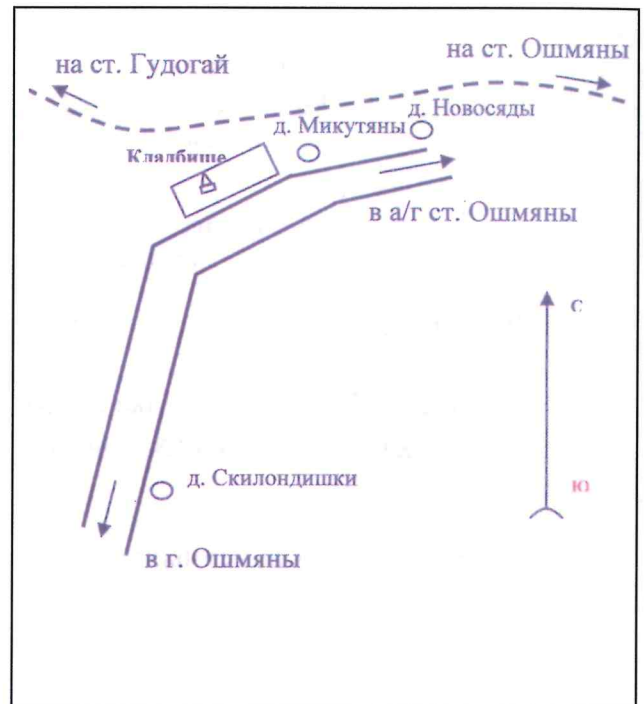 на ст. Гудогай
на ст. Ошмяны
д. Новосяды
д. Микутяны
Кладбище
в а/г ст. Ошмяны
С
д. Скилондишки
Ю
в г. Ошмяны